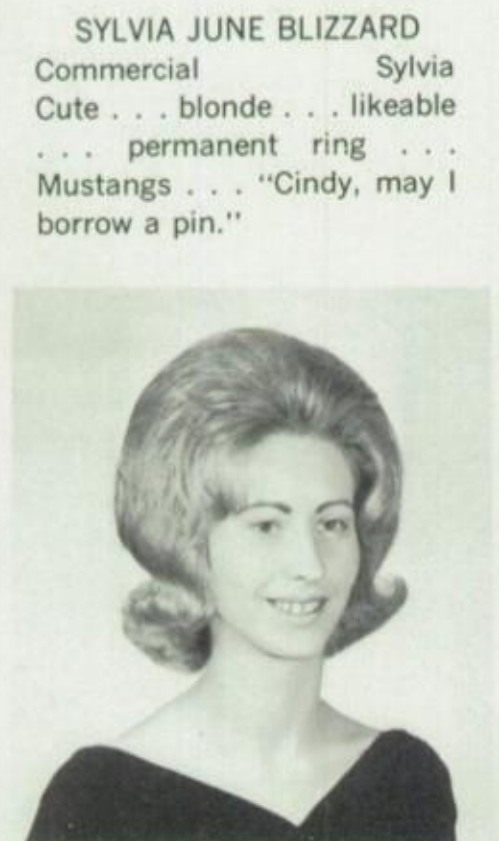 SYLVIA JUNE BLIZZARD
Commercial Sylvia
Cute . . . blonde . . . likeable
. . . permanent ring . . .
Mustangs . . . "Cindy, may I
borrow a pin."